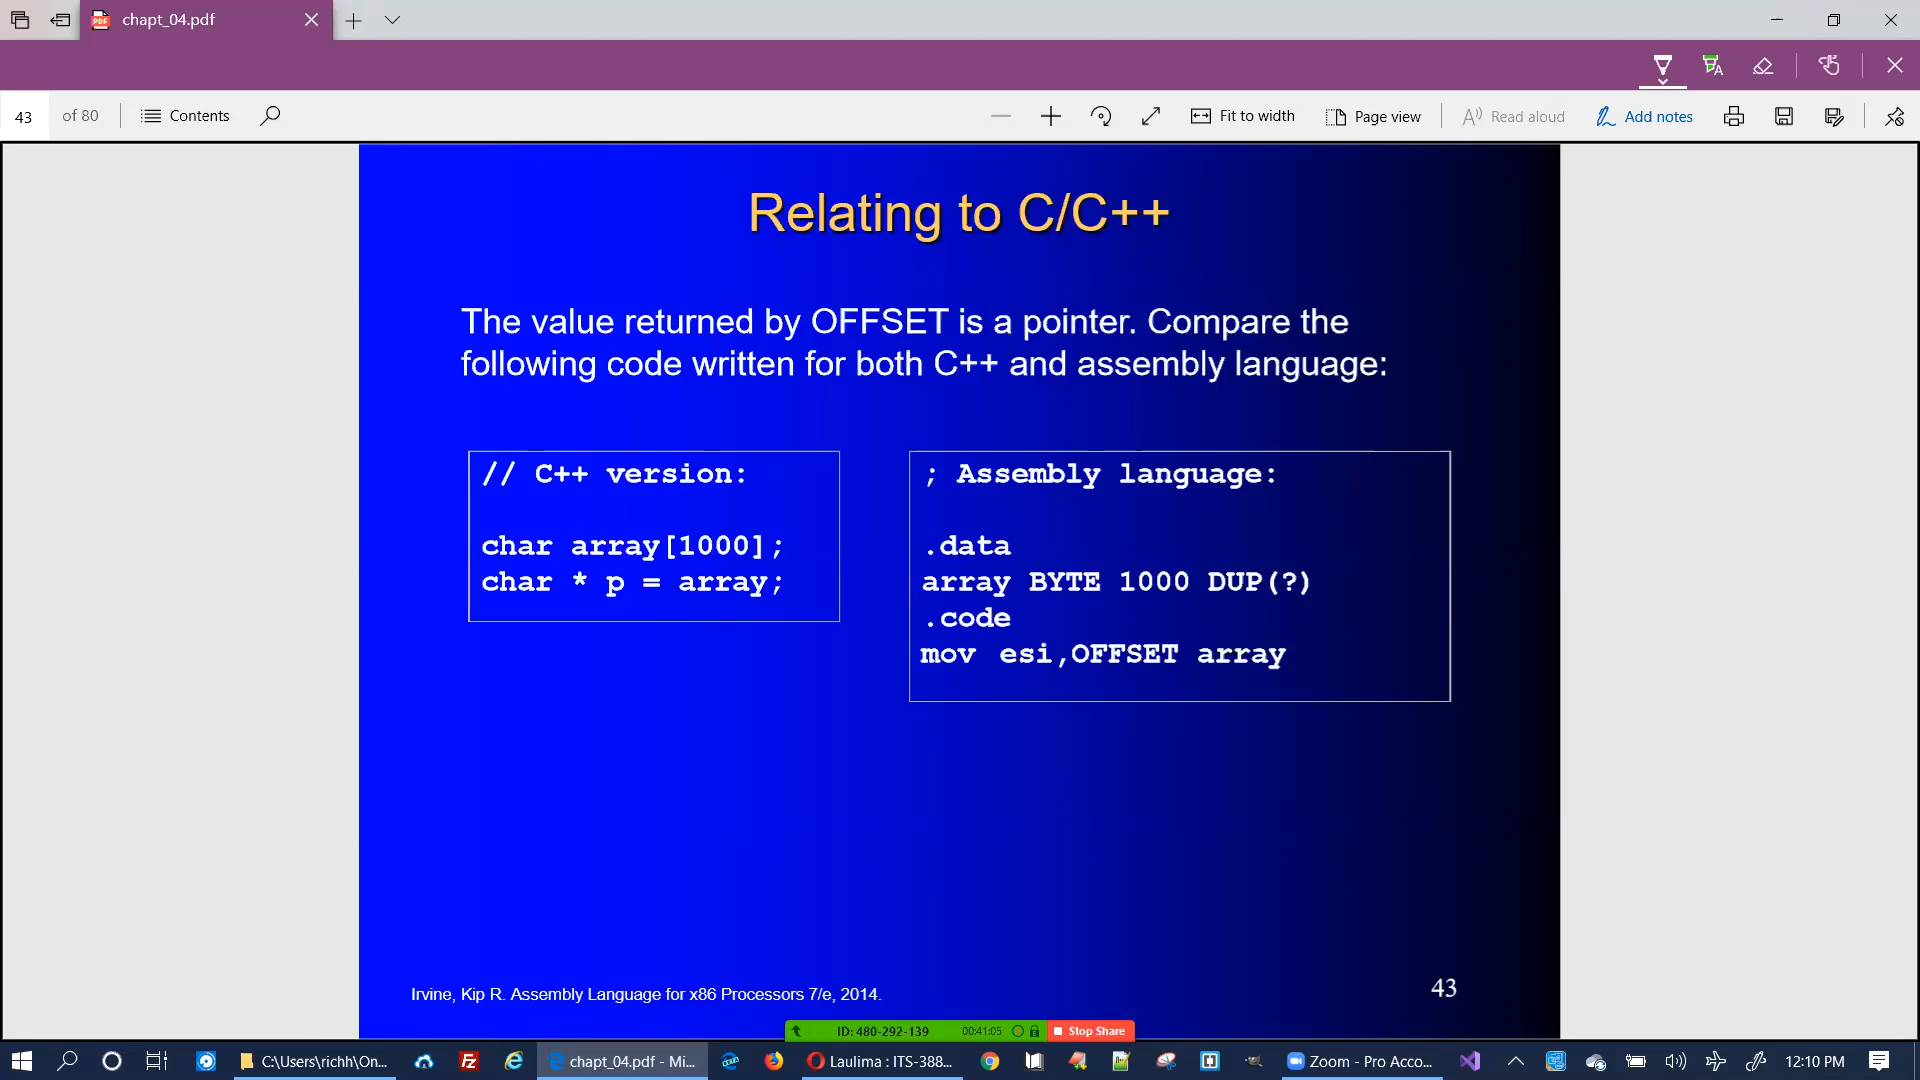 chapt_04.pdf
43 of 80 Contents Fit to width Page view Read aloud Add notes
Relating to C/C++
The value returned by OFFSET is a pointer. Compare the
following code written for both C++ and assembly language:
// C++ version:
char array[1000];
char * p = array;
; Assembly language:
.data
array BYTE 1000 DUP(?)
.code
mov esi,OFFSET array
Irvine, Kip R. Assembly Language for x86 Processors 7/e, 2014.
43
ID: 480-292-139 00:41:05 Stop Share
C:\Users\richh\On... chapt_04.pdf - Mi... Laulima : ITS-388... Zoom - Pro Acco... 12:10 PM